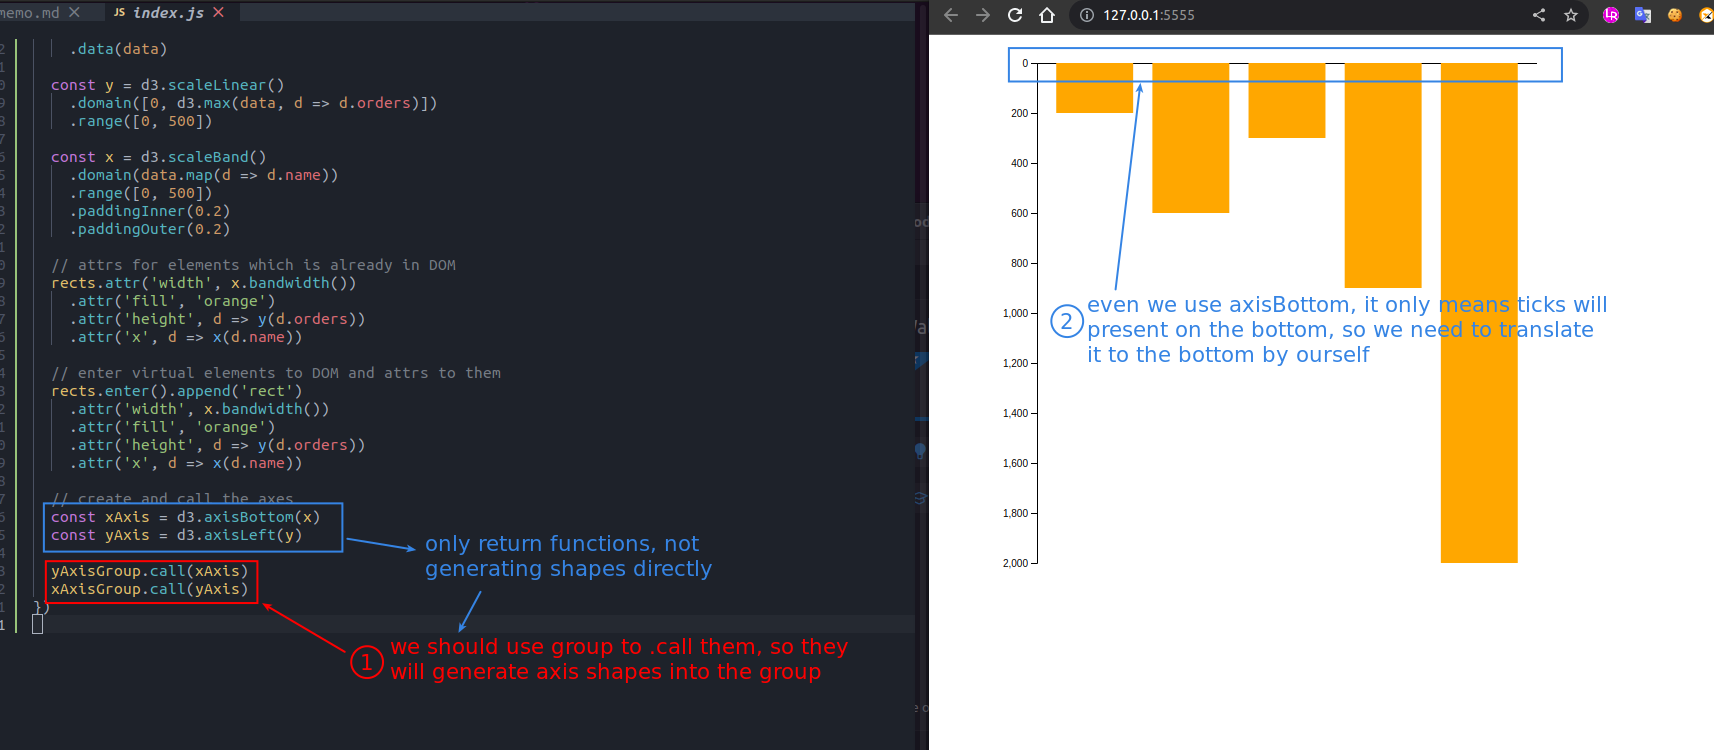 memo.md
JS index.js
127.0.0.1:5555
.data(data)
const y = d3.scaleLinear()
.domain([0, d3.max(data, d => d.orders)])
.range([0, 500])
const x = d3.scaleBand()
.domain(data.map(d => d.name))
.range([0, 500])
.paddingInner(0.2)
.paddingOuter(0.2)
// attrs for elements which is already in DOM
rects.attr('width', x.bandwidth())
.attr('fill', 'orange')
.attr('height', d => y(d.orders))
.attr('x', d => x(d.name))
// enter virtual elements to DOM and attrs to them
rects.enter().append('rect')
.attr('width', x.bandwidth())
.attr('fill', 'orange')
.attr('height', d => y(d.orders))
.attr('x', d => x(d.name))
// create and call the axes
const xAxis = d3.axisBottom(x)
const yAxis = d3.axisLeft(y)
yAxisGroup.call(xAxis)
xAxisGroup.call(yAxis)
})
only return functions, not
generating shapes directly
1 we should use group to .call them, so they
will generate axis shapes into the group
0
200
400
600
800
1,000
1,200
1,400
1,600
1,800
2,000
2 even we use axisBottom, it only means ticks will
present on the bottom, so we need to translate
it to the bottom by ourself